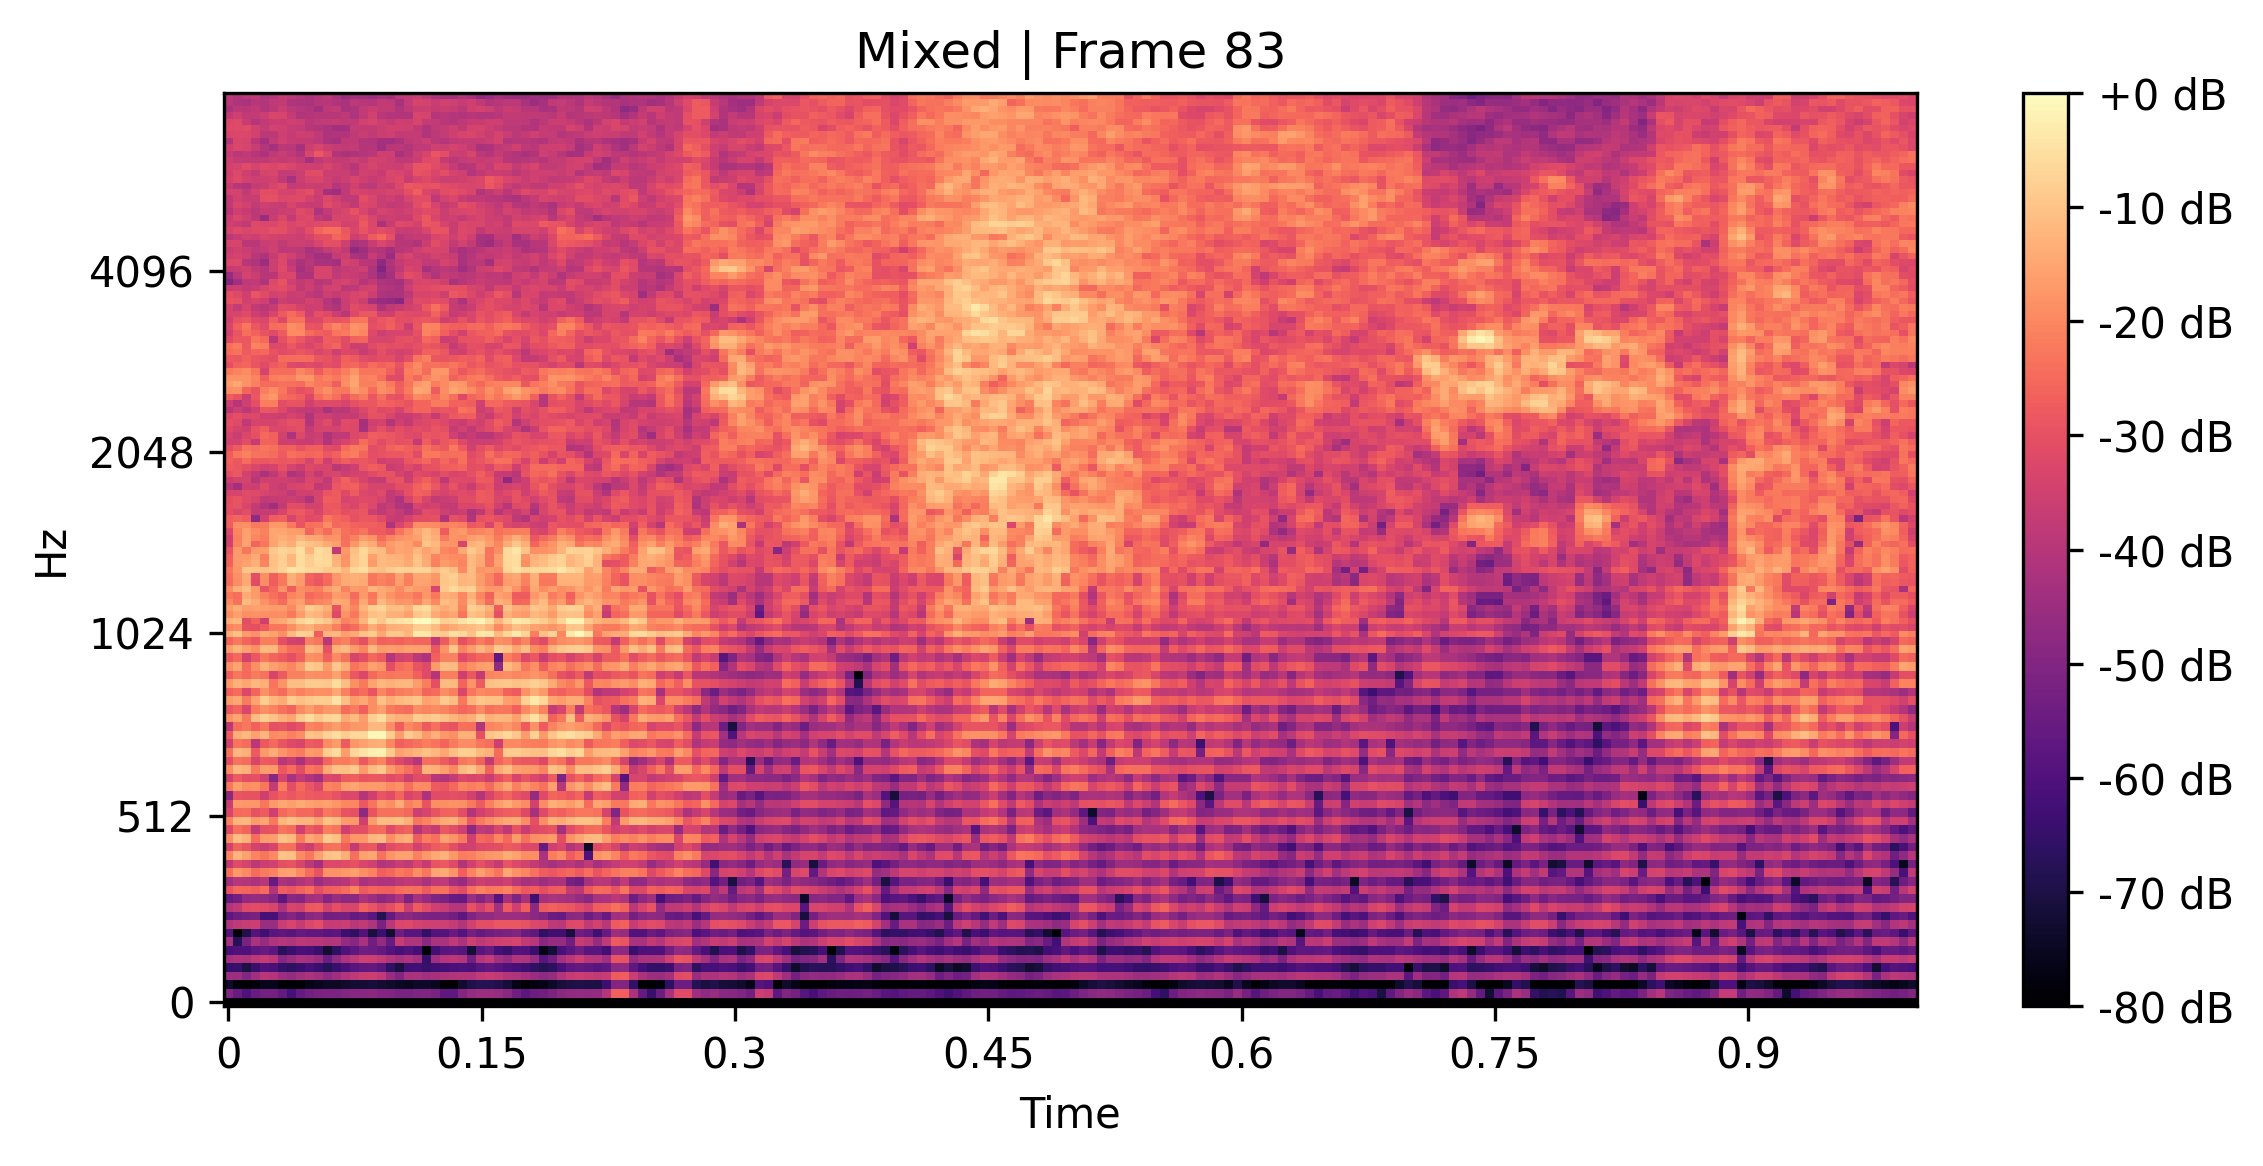 Mixed | Frame 83
+0 dB
-10 dB
-20 dB
-30 dB
-40 dB
-50 dB
-60 dB
-70 dB
-80 dB
4096
2048
1024
512
0
Hz
0 0.15 0.3 0.45 0.6 0.75 0.9
Time